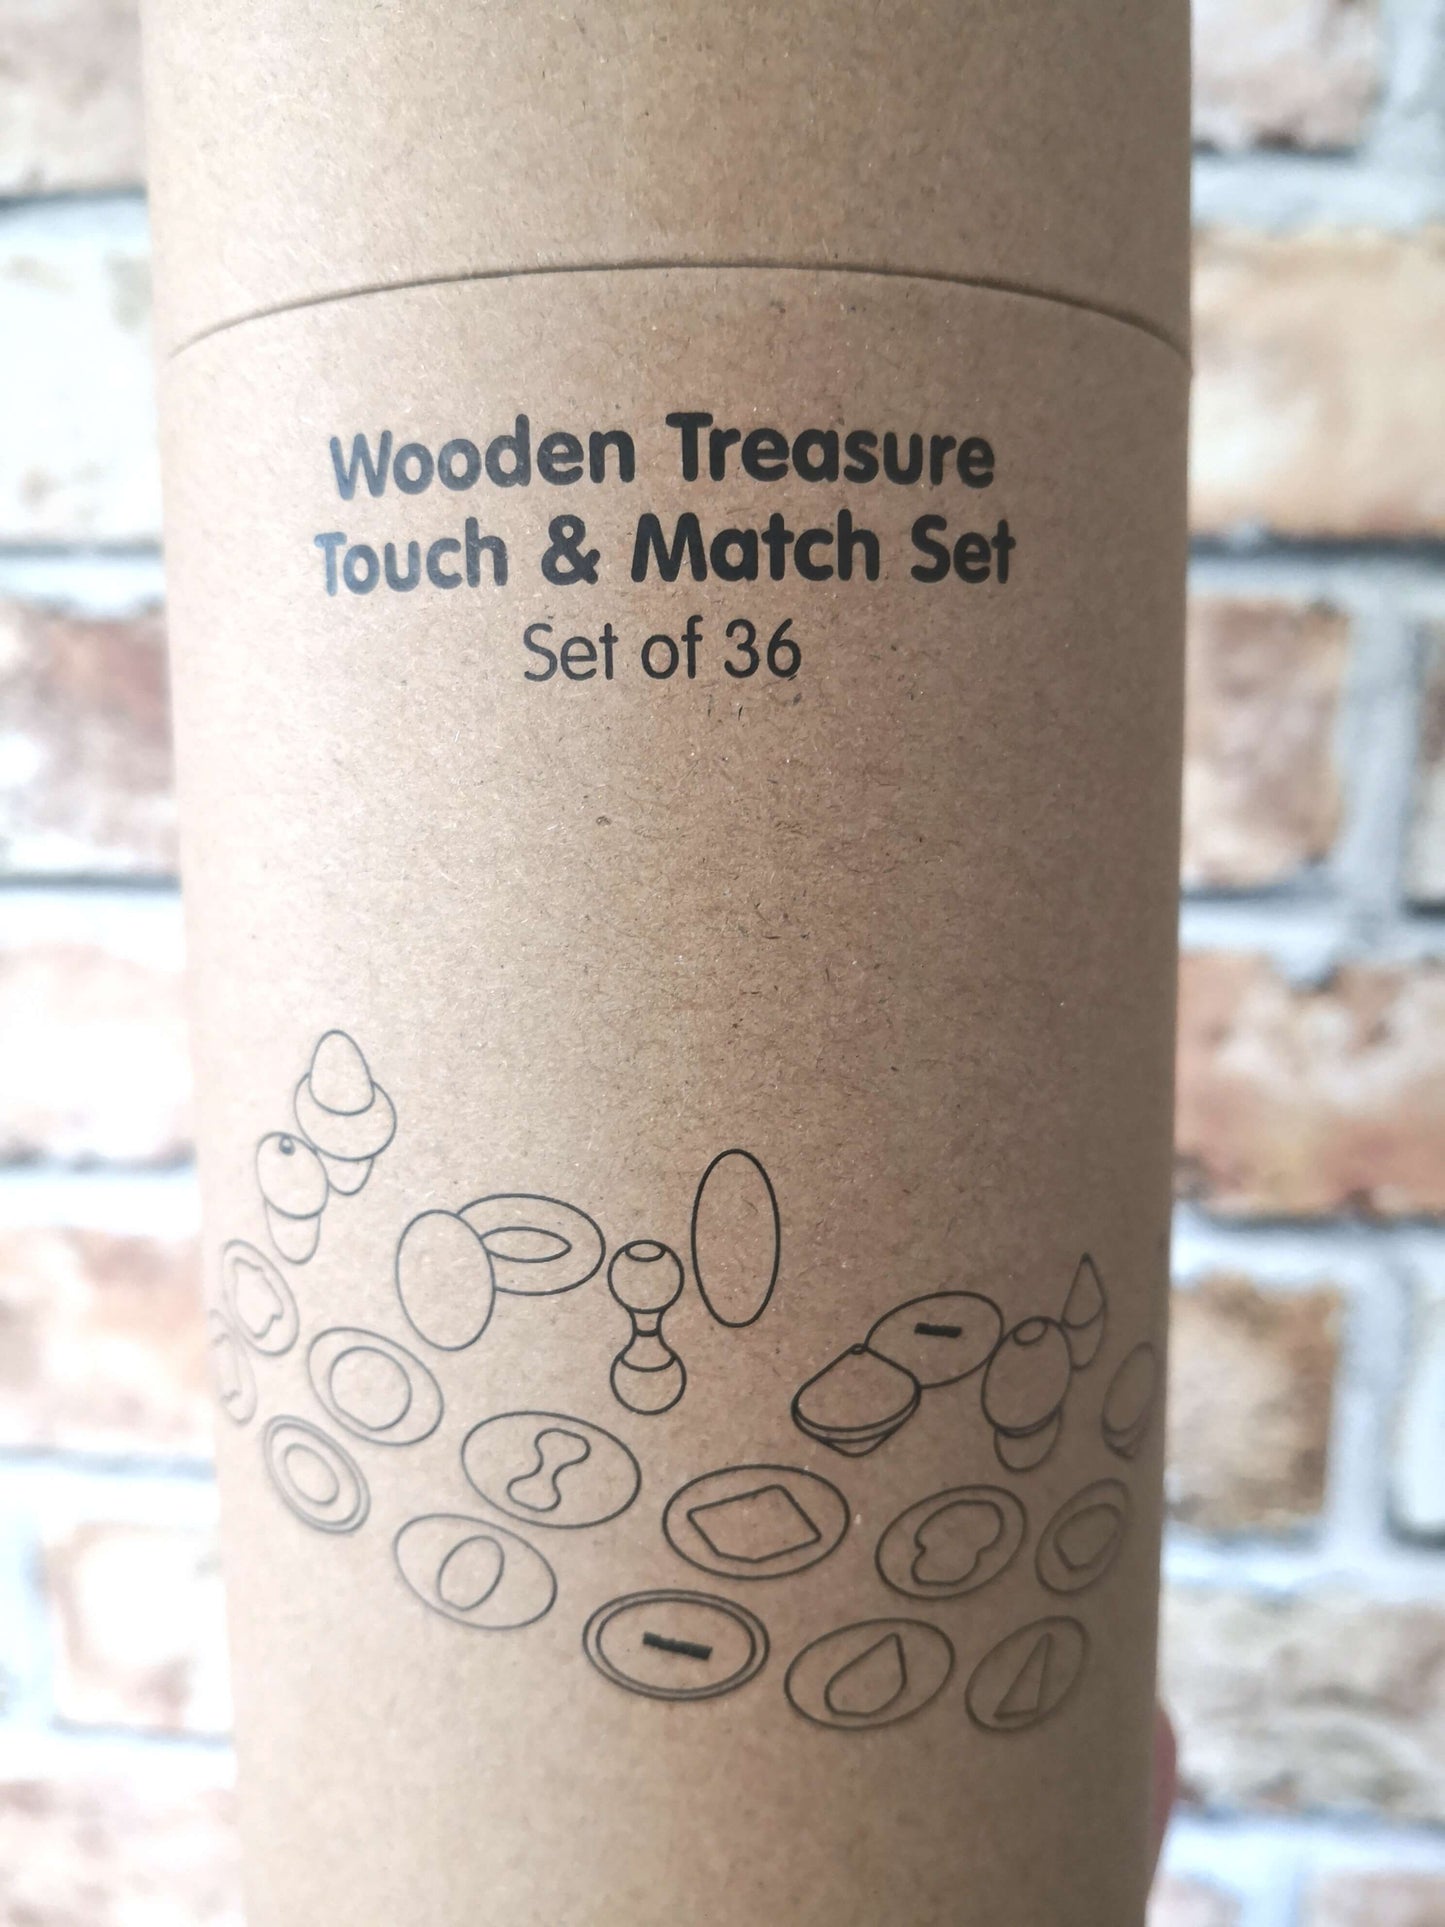 Wooden Treasure
Touch & Match Set
Set of 36